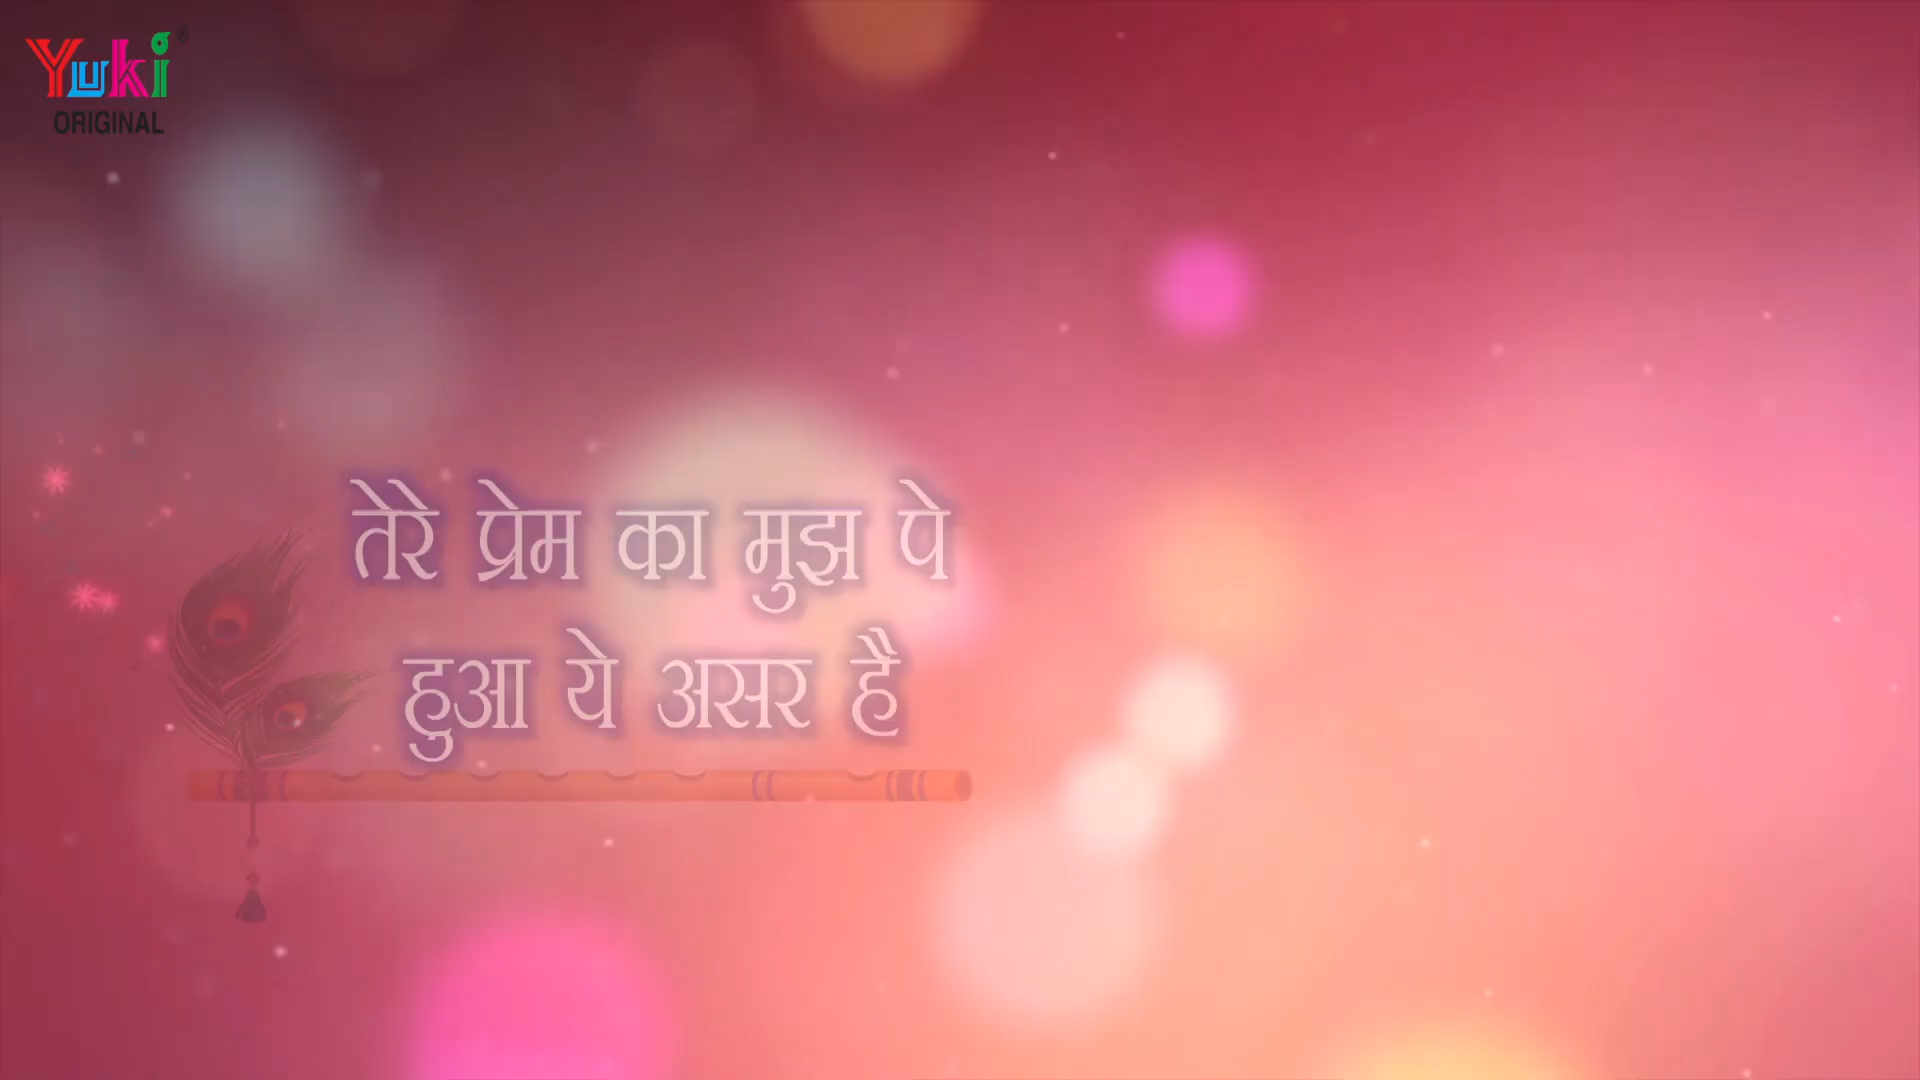 Yuki
ORIGINAL
तेरे प्रेम का मुझ पे
हुआ ये असर है